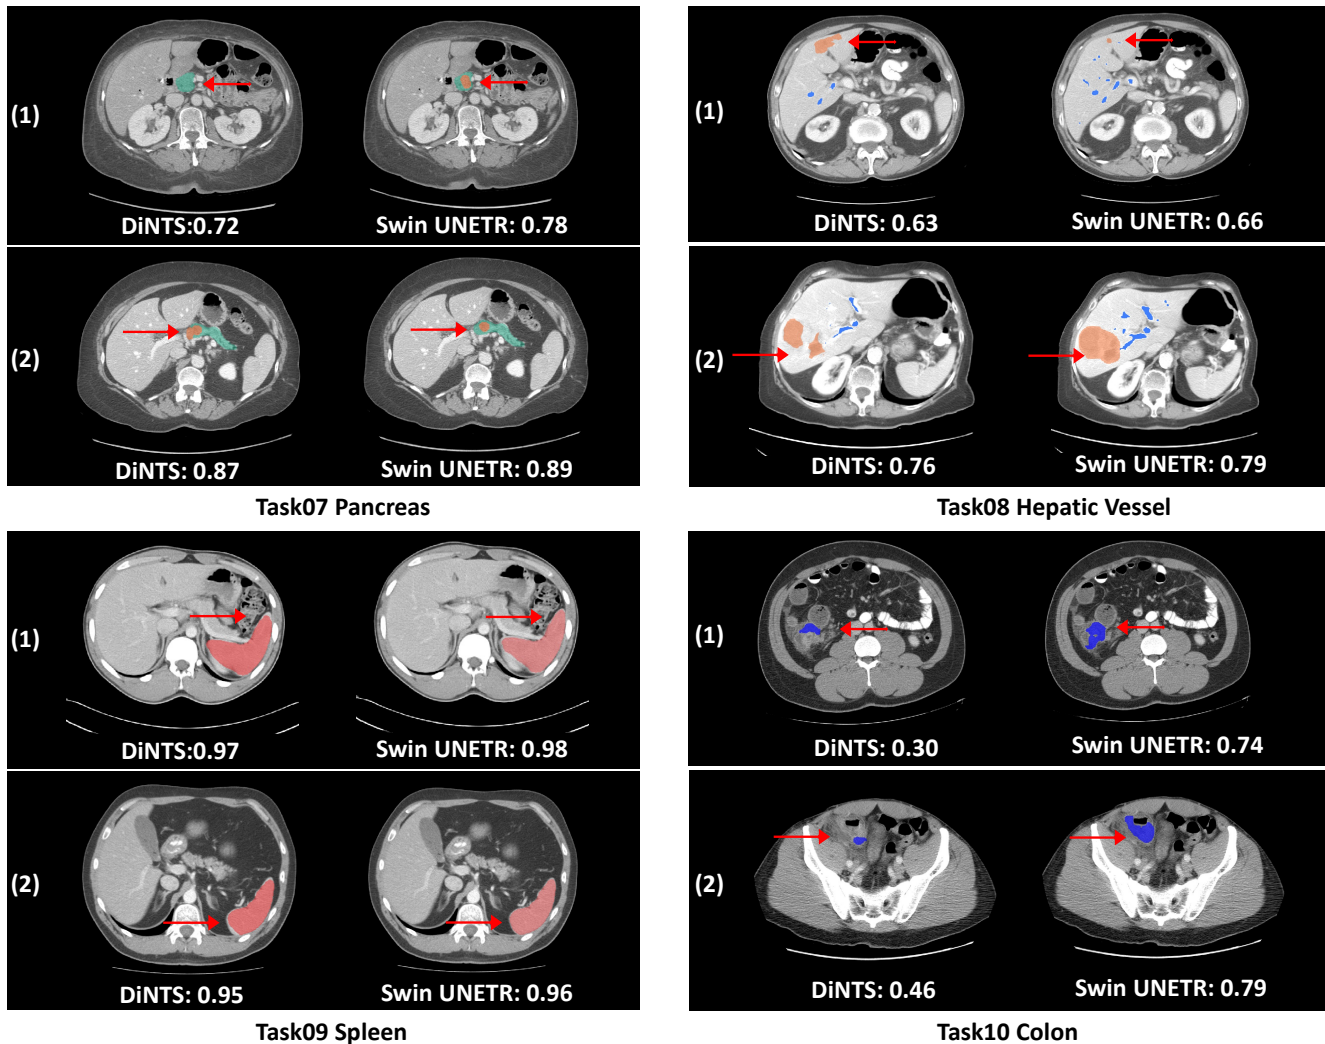 (1)
DiNTS:0.72
Swin UNETR: 0.78
(2)
DiNTS: 0.87
Swin UNETR: 0.89
Task07 Pancreas
(1)
DiNTS: 0.63
Swin UNETR: 0.66
(2)
DiNTS: 0.76
Swin UNETR: 0.79
Task08 Hepatic Vessel
(1)
DiNTS:0.97
Swin UNETR: 0.98
(2)
DiNTS: 0.95
Swin UNETR: 0.96
Task09 Spleen
(1)
DiNTS: 0.30
Swin UNETR: 0.74
(2)
DiNTS: 0.46
Swin UNETR: 0.79
Task10 Colon